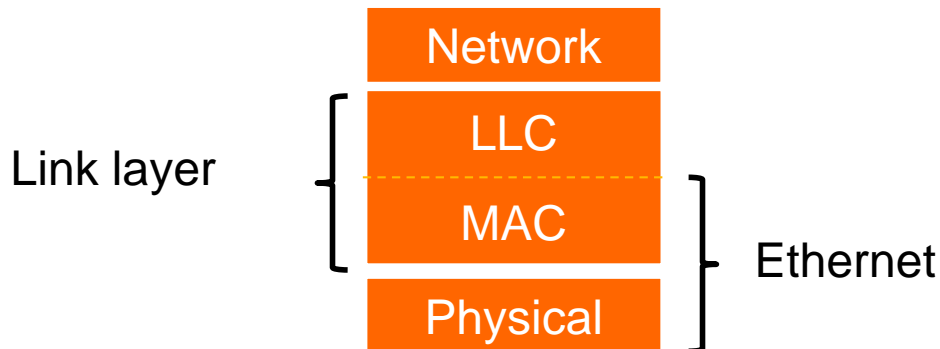 Network
LLC
Link layer
MAC
Ethernet
Physical